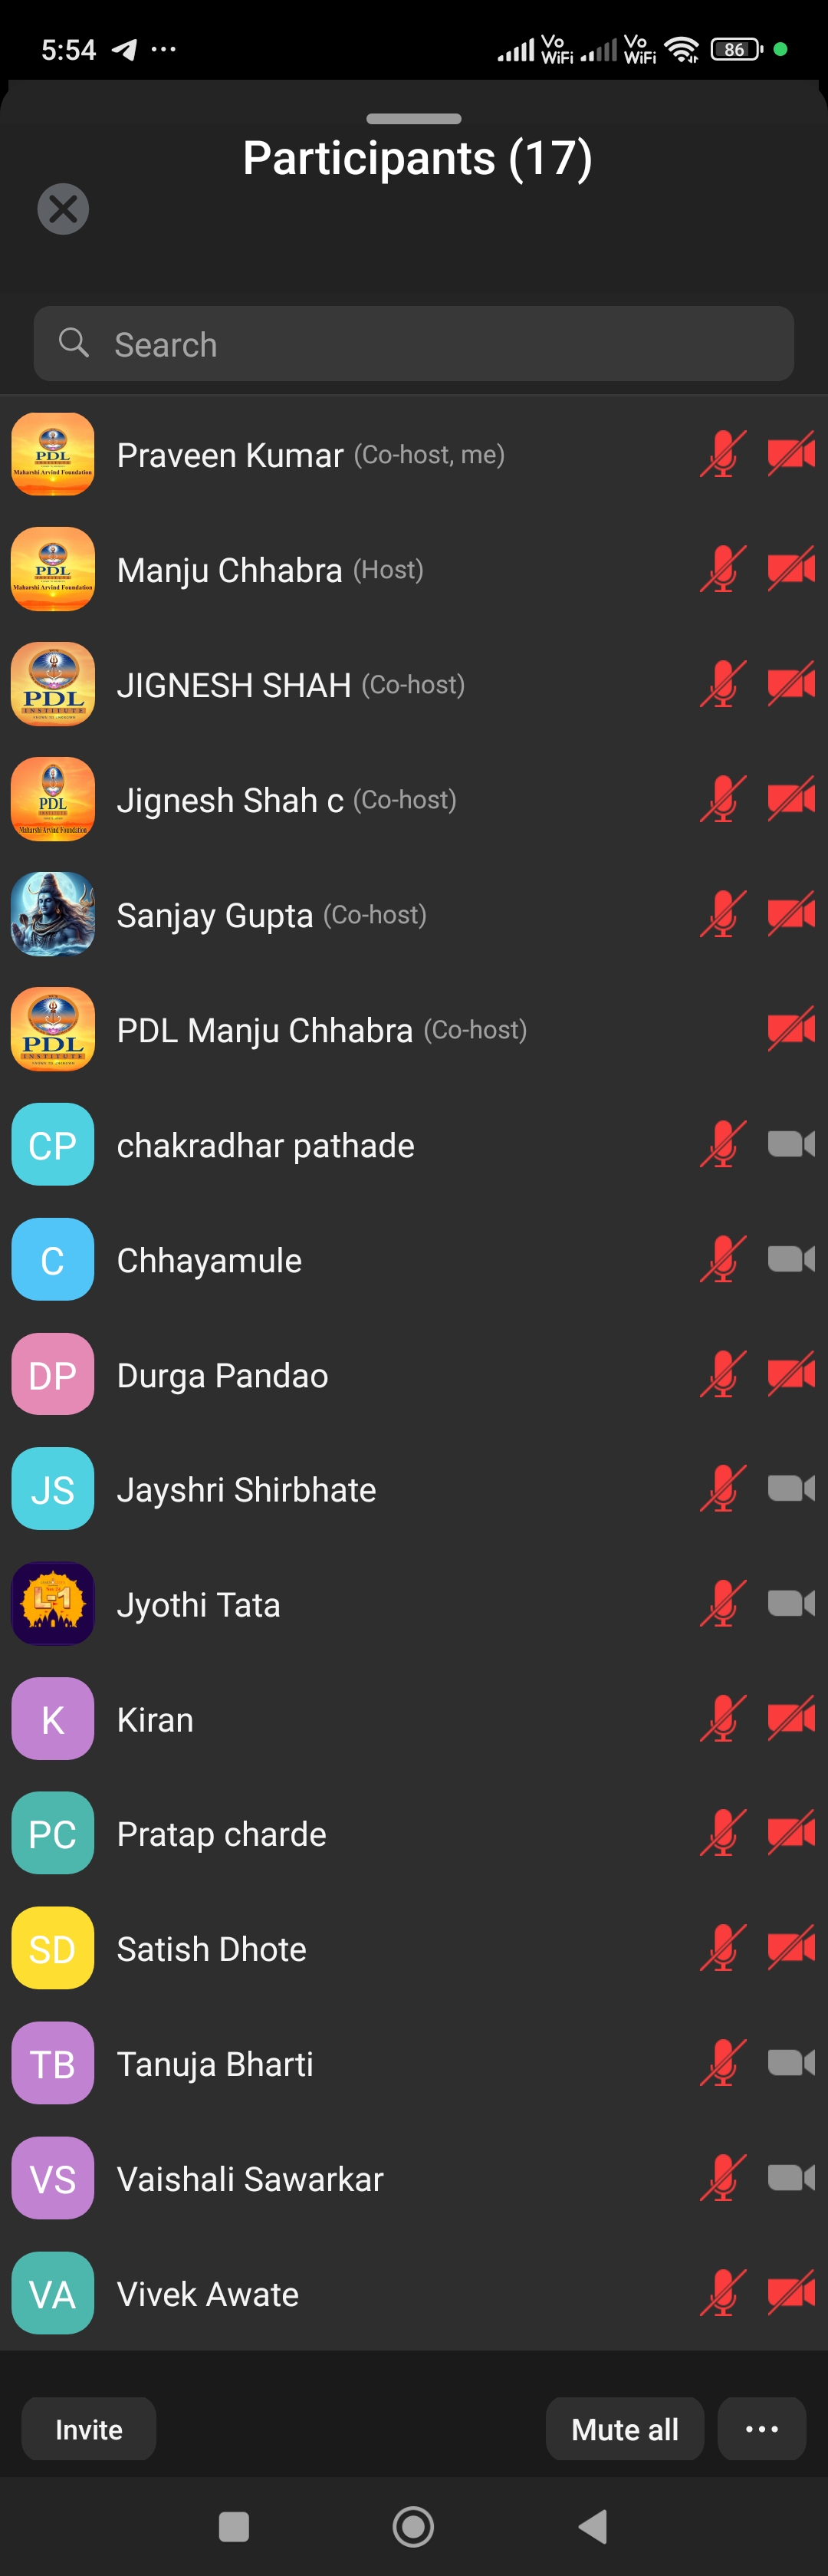 5:54 ...
Vo WiFi Vo WiFi 86
Participants (17)
Search
PDL
Maharshi Arvind Foundation
Praveen Kumar (Co-host, me)
PDL
Maharshi Arvind Foundation
Manju Chhabra (Host)
PDL
INSTITUTE
JIGNESH SHAH (Co-host)
PDL
Maharshi Arvind Foundation
Jignesh Shah c (Co-host)
Sanjay Gupta (Co-host)
PDL
INSTITUTE
PDL Manju Chhabra (Co-host)
CP chakradhar pathade
C Chhayamule
DP Durga Pandao
JS Jayshri Shirbhate
L-1 Jyothi Tata
K Kiran
PC Pratap charde
SD Satish Dhote
TB Tanuja Bharti
VS Vaishali Sawarkar
VA Vivek Awate
Invite Mute all ...